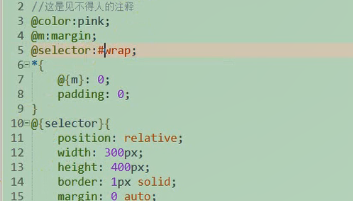 2 //这是见不得人的注释
3 @color:pink;
4 @m:margin;
5 @selector:#wrap;
6 *{
7 @{m}: 0;
8 padding: 0;
9 }
10 @{selector}{
11 position: relative;
12 width: 300px;
13 height: 400px;
14 border: 1px solid;
15 margin: 0 auto;